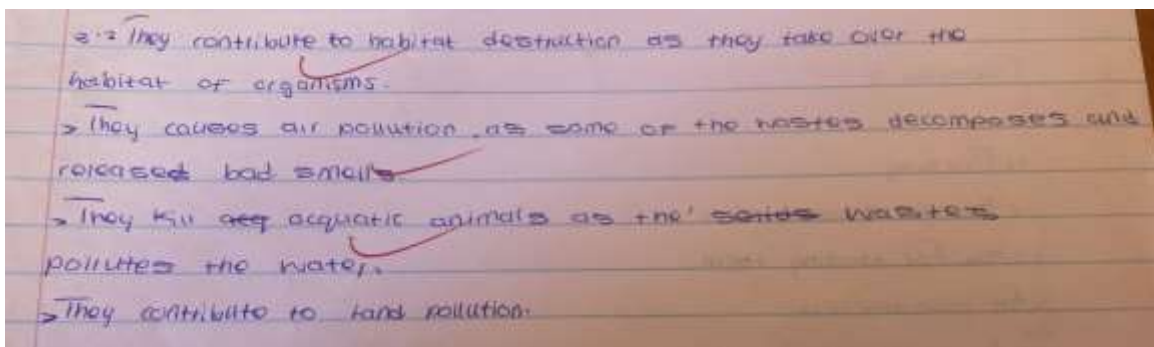 2.2 They contribute to habitat destruction as they take over the
habitat of organisms.
> They causes air pollution, as some of the wastes decomposes and
released bad smells.
> They kill acquatic animals as the wastes
pollutes the water.
> They contribute to land pollution.